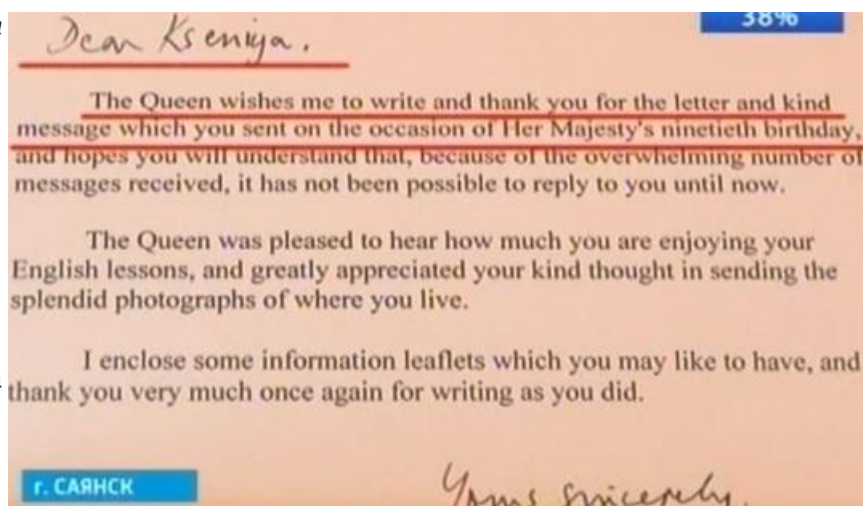 38%
Dear Kseniya.
The Queen wishes me to write and thank you for the letter and kind
message which you sent on the occasion of Her Majesty's ninetieth birthday,
and hopes you will understand that, because of the overwhelming number of
messages received, it has not been possible to reply to you until now.
The Queen was pleased to hear how much you are enjoying your
English lessons, and greatly appreciated your kind thought in sending the
splendid photographs of where you live.
I enclose some information leaflets which you may like to have, and
thank you very much once again for writing as you did.
г. САЯНСК
Yours sincerely.